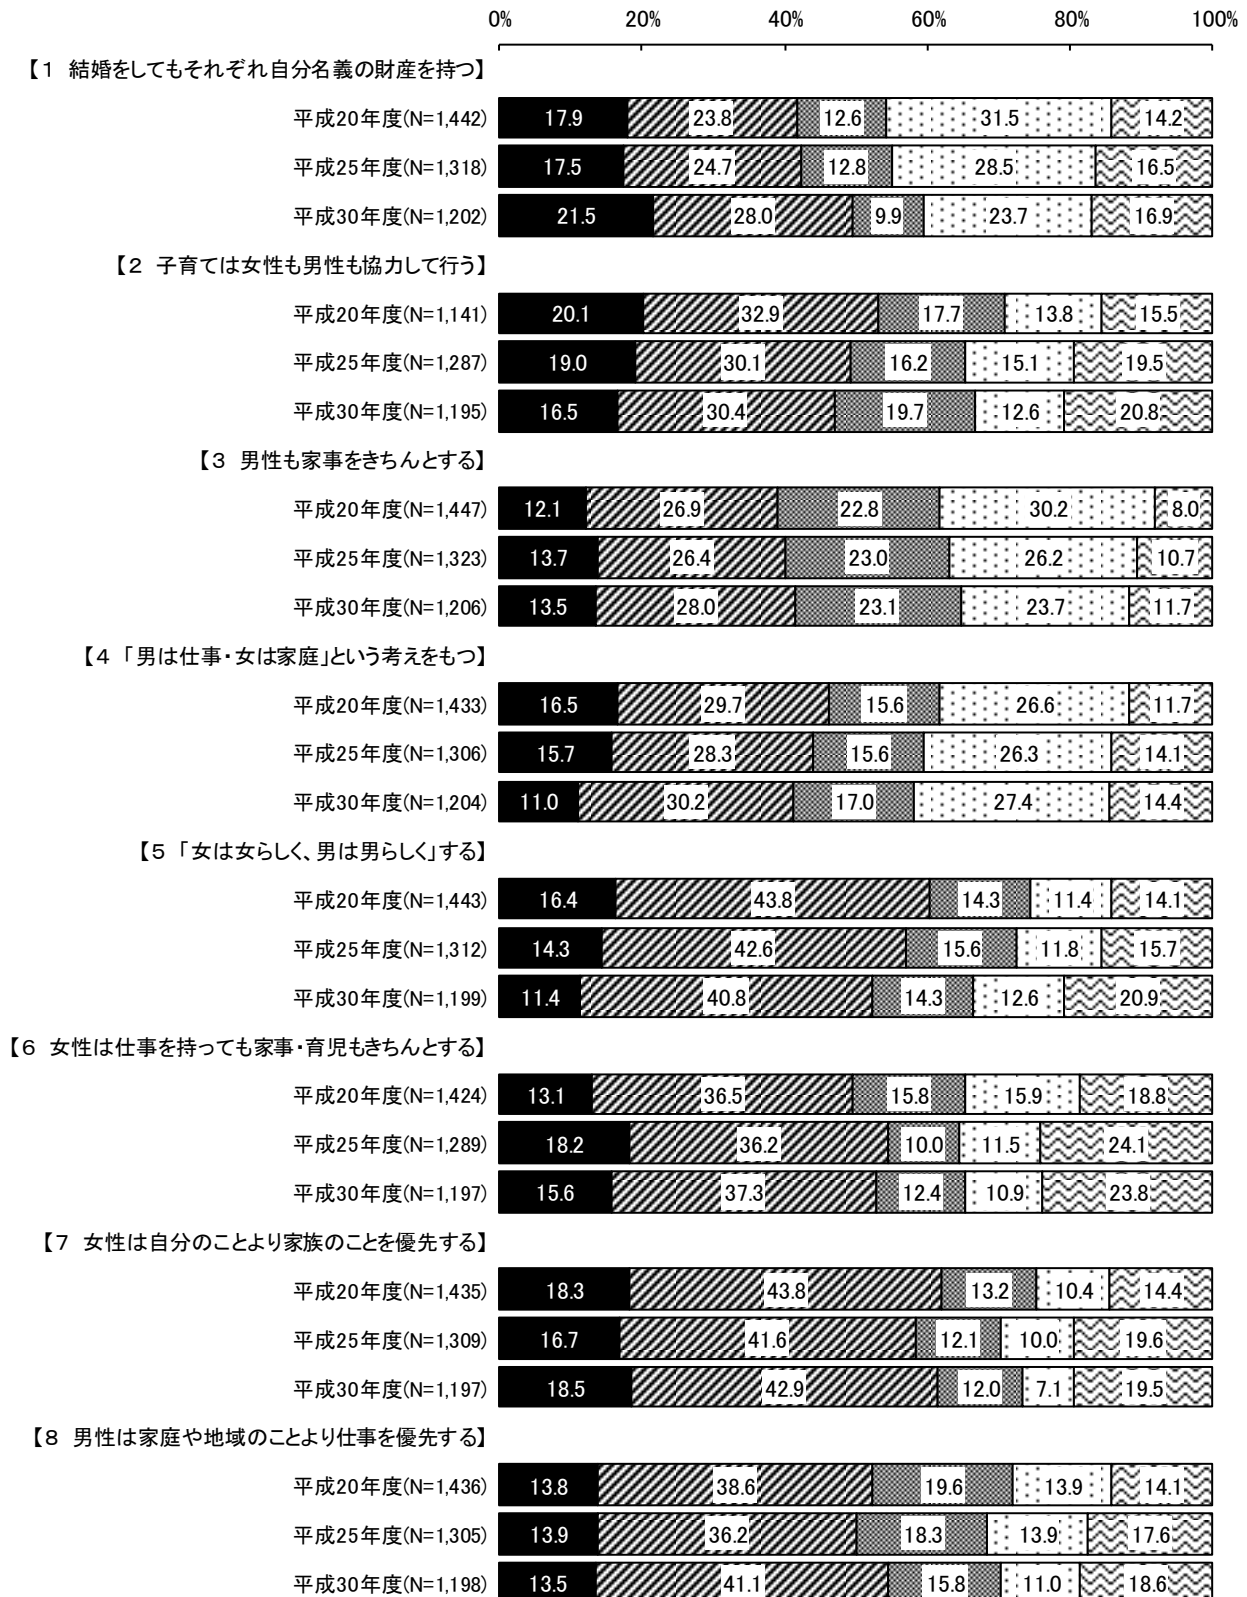 0% 20% 40% 60% 80% 100%
【1 結婚をしてもそれぞれ自分名義の財産を持つ】
平成20年度(N=1,442) 17.9 23.8 12.6 31.5 14.2
平成25年度(N=1,318) 17.5 24.7 12.8 28.5 16.5
平成30年度(N=1,202) 21.5 28.0 9.9 23.7 16.9
【2 子育ては女性も男性も協力して行う】
平成20年度(N=1,141) 20.1 32.9 17.7 13.8 15.5
平成25年度(N=1,287) 19.0 30.1 16.2 15.1 19.5
平成30年度(N=1,195) 16.5 30.4 19.7 12.6 20.8
【3 男性も家事をきちんとする】
平成20年度(N=1,447) 12.1 26.9 22.8 30.2 8.0
平成25年度(N=1,323) 13.7 26.4 23.0 26.2 10.7
平成30年度(N=1,206) 13.5 28.0 23.1 23.7 11.7
【4 「男は仕事・女は家庭」という考えをもつ】
平成20年度(N=1,433) 16.5 29.7 15.6 26.6 11.7
平成25年度(N=1,306) 15.7 28.3 15.6 26.3 14.1
平成30年度(N=1,204) 11.0 30.2 17.0 27.4 14.4
【5 「女は女らしく、男は男らしく」する】
平成20年度(N=1,443) 16.4 43.8 14.3 11.4 14.1
平成25年度(N=1,312) 14.3 42.6 15.6 11.8 15.7
平成30年度(N=1,199) 11.4 40.8 14.3 12.6 20.9
【6 女性は仕事を持っても家事・育児もきちんとする】
平成20年度(N=1,424) 13.1 36.5 15.8 15.9 18.8
平成25年度(N=1,289) 18.2 36.2 10.0 11.5 24.1
平成30年度(N=1,197) 15.6 37.3 12.4 10.9 23.8
【7 女性は自分のことより家族のことを優先する】
平成20年度(N=1,435) 18.3 43.8 13.2 10.4 14.4
平成25年度(N=1,309) 16.7 41.6 12.1 10.0 19.6
平成30年度(N=1,197) 18.5 42.9 12.0 7.1 19.5
【8 男性は家庭や地域のことより仕事を優先する】
平成20年度(N=1,436) 13.8 38.6 19.6 13.9 14.1
平成25年度(N=1,305) 13.9 36.2 18.3 13.9 17.6
平成30年度(N=1,198) 13.5 41.1 15.8 11.0 18.6